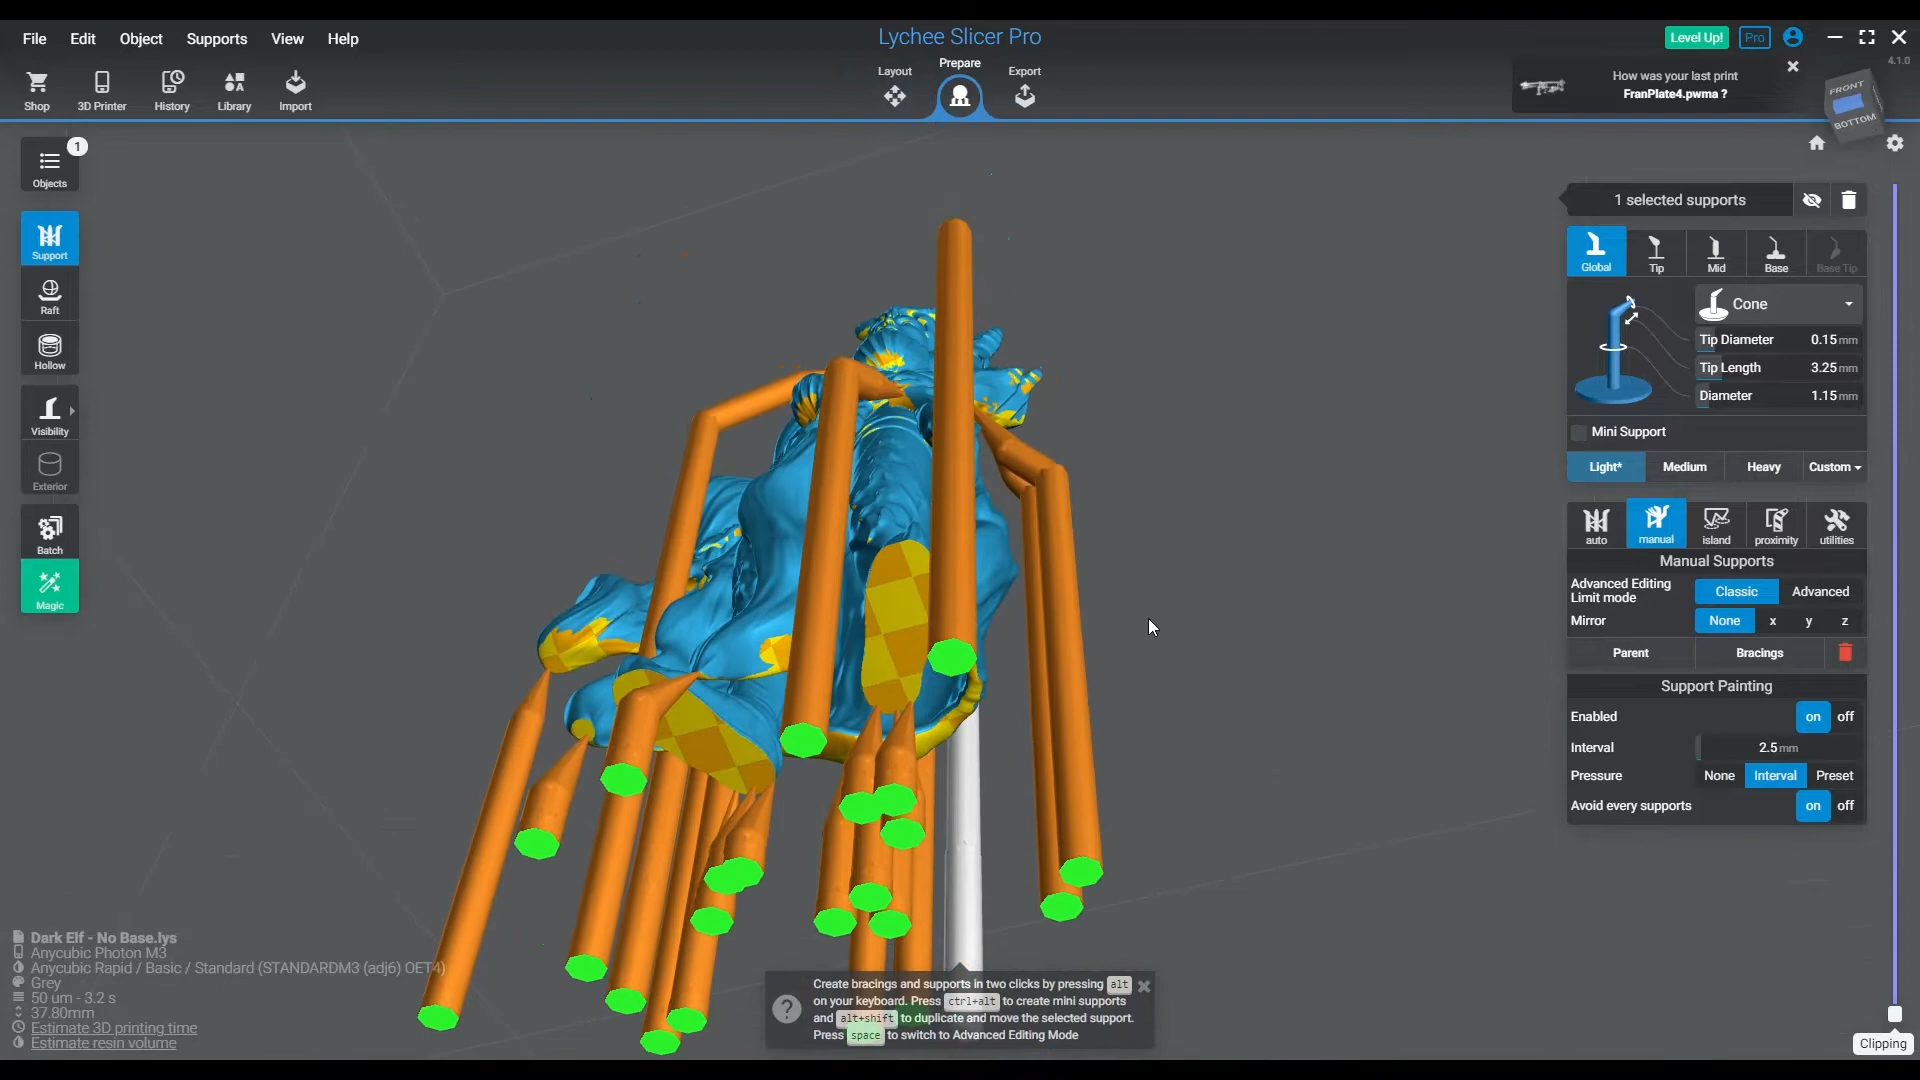 File Edit Object Supports View Help
Lychee Slicer Pro
Level Up! Pro
4.1.0
Shop 3D Printer History Library Import
Layout Prepare Export
How was your last print
FranPlate4.pwma ?
FRONT
BOTTOM
1
Objects
Support
Raft
Hollow
Visibility
Exterior
Batch
Magic
1 selected supports
Global Tip Mid Base Base Tip
Cone
Tip Diameter 0.15 mm
Tip Length 3.25 mm
Diameter 1.15 mm
Mini Support
Light* Medium Heavy Custom
auto manual island proximity utilities
Manual Supports
Advanced Editing
Limit mode Classic Advanced
Mirror None x y z
Parent Bracings
Support Painting
Enabled on off
Interval 2.5 mm
Pressure None Interval Preset
Avoid every supports on off
Dark Elf - No Base.lys
Anycubic Photon M3
Anycubic Rapid / Basic / Standard (STANDARDM3 (adj6) OET4)
Grey
50 um - 3.2 s
37.80mm
Estimate 3D printing time
Estimate resin volume
? Create bracings and supports in two clicks by pressing alt
on your keyboard. Press ctrl+alt to create mini supports
and alt+shift to duplicate and move the selected support.
Press space to switch to Advanced Editing Mode
Clipping